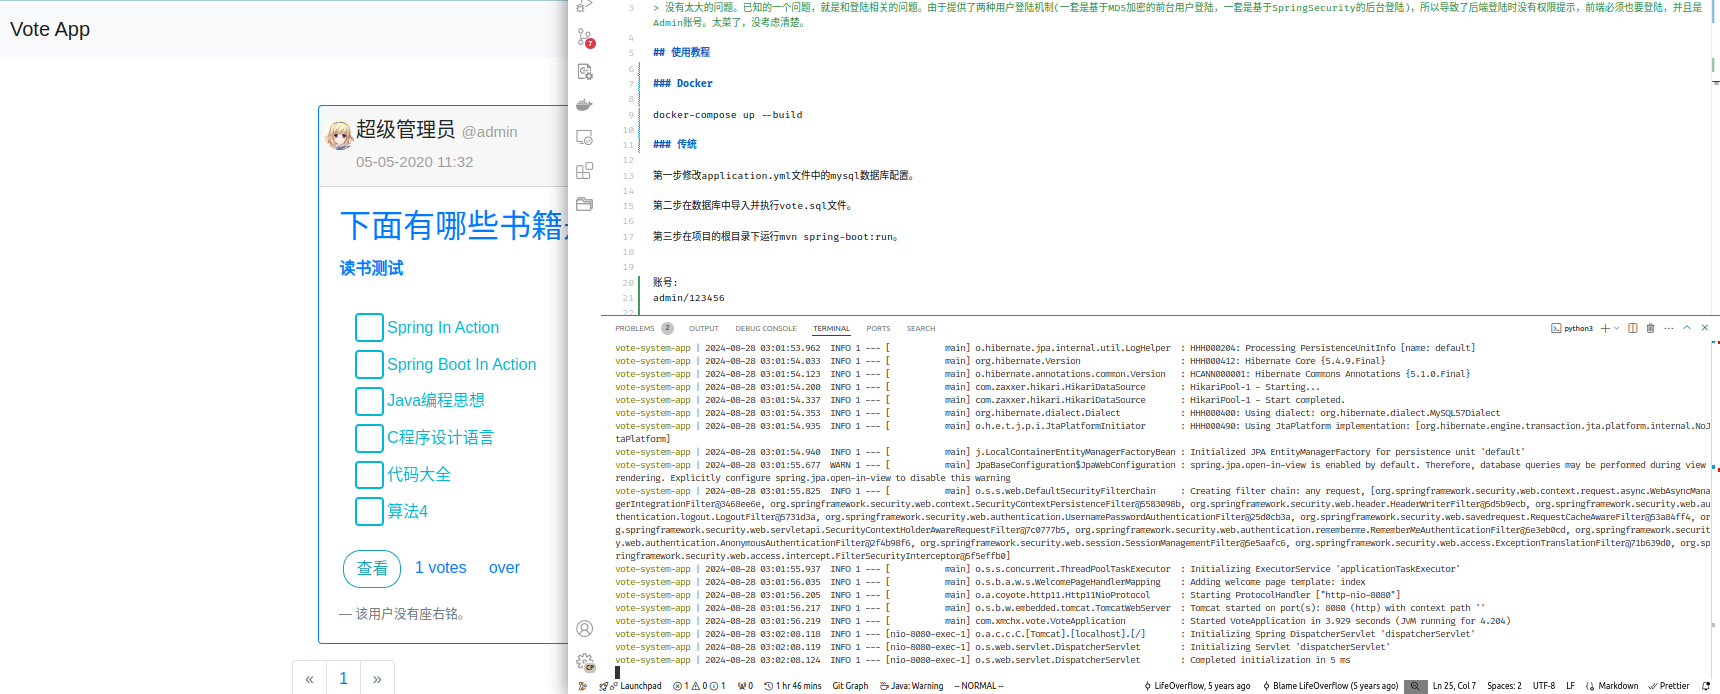 Vote App
超级管理员 @admin
05-05-2020 11:32
下面有哪些书籍
读书测试
Spring In Action
Spring Boot In Action
Java编程思想
C程序设计语言
代码大全
算法4
查看 1 votes over
— 该用户没有座右铭。
« 1 »
7
3 > 没有太大的问题。已知的一个问题，就是和登陆相关的问题。由于提供了两种用户登陆机制(一套是基于MD5加密的前台用户登陆，一套是基于SpringSecurity的后台登陆)，所以导致了后端登陆时没有权限提示，前端必须也要登陆，并且是
Admin账号。太菜了，没考虑清楚。
4
5 ## 使用教程
6
7 ### Docker
8
9 docker-compose up --build
10
11 ### 传统
12
13 第一步修改application.yml文件中的mysql数据库配置。
14
15 第二步在数据库中导入并执行vote.sql文件。
16
17 第三步在项目的根目录下运行mvn spring-boot:run。
18
19
20 账号:
21 admin/123456
22
PROBLEMS 2 OUTPUT DEBUG CONSOLE TERMINAL PORTS SEARCH python3
vote-system-app | 2024-08-28 03:01:53.962 INFO 1 --- [ main] o.hibernate.jpa.internal.util.LogHelper : HHH000204: Processing PersistenceUnitInfo [name: default]
vote-system-app | 2024-08-28 03:01:54.033 INFO 1 --- [ main] org.hibernate.Version : HHH000412: Hibernate Core {5.4.9.Final}
vote-system-app | 2024-08-28 03:01:54.123 INFO 1 --- [ main] o.hibernate.annotations.common.Version : HCANN000001: Hibernate Commons Annotations {5.1.0.Final}
vote-system-app | 2024-08-28 03:01:54.200 INFO 1 --- [ main] com.zaxxer.hikari.HikariDataSource : HikariPool-1 - Starting...
vote-system-app | 2024-08-28 03:01:54.337 INFO 1 --- [ main] com.zaxxer.hikari.HikariDataSource : HikariPool-1 - Start completed.
vote-system-app | 2024-08-28 03:01:54.353 INFO 1 --- [ main] org.hibernate.dialect.Dialect : HHH000400: Using dialect: org.hibernate.dialect.MySQL57Dialect
vote-system-app | 2024-08-28 03:01:54.935 INFO 1 --- [ main] o.h.e.t.j.p.i.JtaPlatformInitiator : HHH000490: Using JtaPlatform implementation: [org.hibernate.engine.transaction.jta.platform.internal.NoJ
taPlatform]
vote-system-app | 2024-08-28 03:01:54.940 INFO 1 --- [ main] j.LocalContainerEntityManagerFactoryBean : Initialized JPA EntityManagerFactory for persistence unit 'default'
vote-system-app | 2024-08-28 03:01:55.677 WARN 1 --- [ main] JpaBaseConfiguration$JpaWebConfiguration : spring.jpa.open-in-view is enabled by default. Therefore, database queries may be performed during view
rendering. Explicitly configure spring.jpa.open-in-view to disable this warning
vote-system-app | 2024-08-28 03:01:55.825 INFO 1 --- [ main] o.s.s.web.DefaultSecurityFilterChain : Creating filter chain: any request, [org.springframework.security.web.context.request.async.WebAsyncMana
gerIntegrationFilter@3468ee6e, org.springframework.security.web.context.SecurityContextPersistenceFilter@5583098b, org.springframework.security.web.header.HeaderWriterFilter@5d5b9ecb, org.springframework.security.web.au
thentication.logout.LogoutFilter@5731d3a, org.springframework.security.web.authentication.UsernamePasswordAuthenticationFilter@25d0cb3a, org.springframework.security.web.savedrequest.RequestCacheAwareFilter@53a84ff4, or
g.springframework.security.web.servletapi.SecurityContextHolderAwareRequestFilter@7c0777b5, org.springframework.security.web.authentication.rememberme.RememberMeAuthenticationFilter@6e3eb0cd, org.springframework.securit
y.web.authentication.AnonymousAuthenticationFilter@2f4b98f6, org.springframework.security.web.session.SessionManagementFilter@5e5aafc6, org.springframework.security.web.access.ExceptionTranslationFilter@71b639d0, org.sp
ringframework.security.web.access.intercept.FilterSecurityInterceptor@5f5effb0]
vote-system-app | 2024-08-28 03:01:55.937 INFO 1 --- [ main] o.s.s.concurrent.ThreadPoolTaskExecutor : Initializing ExecutorService 'applicationTaskExecutor'
vote-system-app | 2024-08-28 03:01:56.035 INFO 1 --- [ main] o.s.b.a.w.s.WelcomePageHandlerMapping : Adding welcome page template: index
vote-system-app | 2024-08-28 03:01:56.205 INFO 1 --- [ main] o.a.coyote.http11.Http11NioProtocol : Starting ProtocolHandler ["http-nio-8080"]
vote-system-app | 2024-08-28 03:01:56.217 INFO 1 --- [ main] o.s.b.w.embedded.tomcat.TomcatWebServer : Tomcat started on port(s): 8080 (http) with context path ''
vote-system-app | 2024-08-28 03:01:56.219 INFO 1 --- [ main] com.xmchx.vote.VoteApplication : Started VoteApplication in 3.929 seconds (JVM running for 4.204)
vote-system-app | 2024-08-28 03:02:08.118 INFO 1 --- [nio-8080-exec-1] o.a.c.c.C.[Tomcat].[localhost].[/] : Initializing Spring DispatcherServlet 'dispatcherServlet'
vote-system-app | 2024-08-28 03:02:08.119 INFO 1 --- [nio-8080-exec-1] o.s.web.servlet.DispatcherServlet : Initializing Servlet 'dispatcherServlet'
vote-system-app | 2024-08-28 03:02:08.124 INFO 1 --- [nio-8080-exec-1] o.s.web.servlet.DispatcherServlet : Completed initialization in 5 ms
CP
Launchpad 1 0 1 0 1 hr 46 mins Git Graph Java: Warning -- NORMAL -- LifeOverflow, 5 years ago Blame LifeOverflow (5 years ago) Ln 25, Col 7 Spaces: 2 UTF-8 LF Markdown Prettier